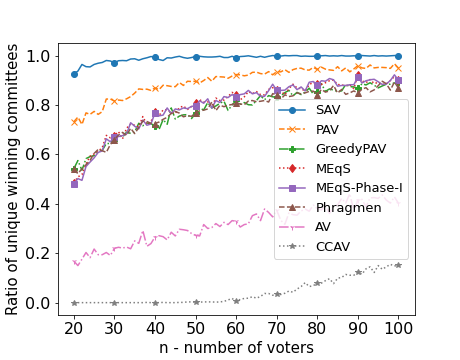 Ratio of unique winning committees
1.0
0.8
0.6
0.4
0.2
0.0
SAV
PAV
GreedyPAV
MEqS
MEqS-Phase-I
Phragmen
AV
CCAV
20 30 40 50 60 70 80 90 100
n - number of voters